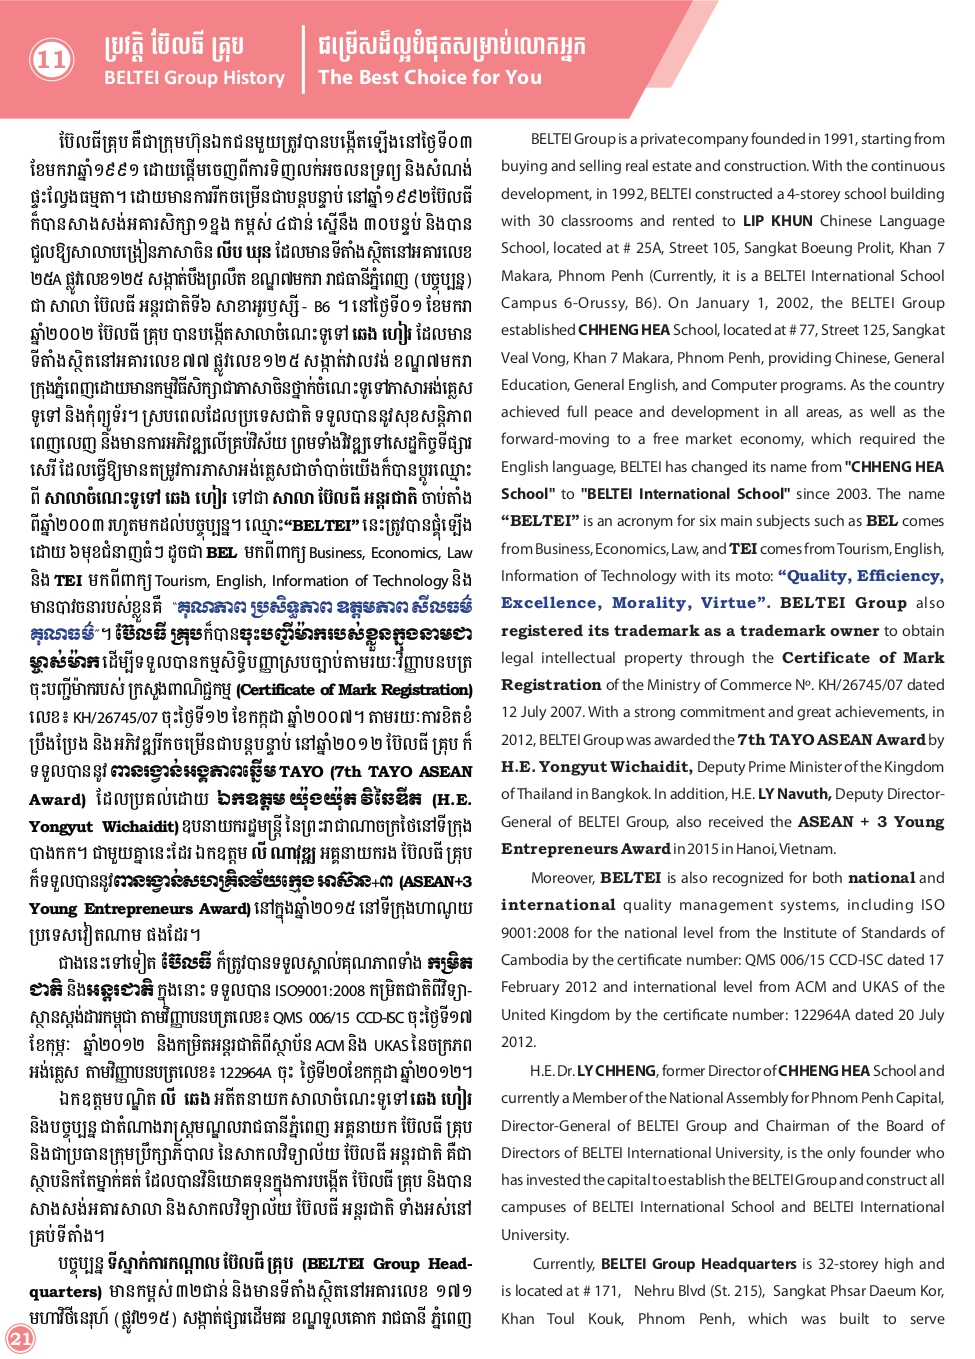 11
ប្រវត្តិ ប៊ែលធី គ្រុប
BELTEI Group History
ជម្រើសដ៏ល្អបំផុតសម្រាប់លោកអ្នក
The Best Choice for You
ប៊ែលធីគ្រុប គឺជាក្រុមហ៊ុនឯកជនមួយត្រូវបានបង្កើតឡើងនៅថ្ងៃទី០៣
ខែមករាឆ្នាំ១៩៩១ ដោយផ្តើមចេញពីការទិញលក់អចលនទ្រព្យ និងសំណង់
ផ្ទះល្វែងធម្មតា។ ដោយមានការរីកចម្រើនជាបន្តបន្ទាប់ នៅឆ្នាំ១៩៩២ប៊ែលធី
ក៏បានសាងសង់អគារសិក្សា១ខ្នង កម្ពស់ ៤ជាន់ ស្មើនឹង ៣០បន្ទប់ និងបាន
ជួលឱ្យសាលាបង្រៀនភាសាចិន លីប ឃុន ដែលមានទីតាំងស្ថិតនៅអគារលេខ
២៥A ផ្លូវលេខ១២៥ សង្កាត់បឹងព្រលឹត ខណ្ឌ៧មករា រាជធានីភ្នំពេញ (បច្ចុប្បន្ន)
ជា សាលា ប៊ែលធី អន្តរជាតិទី៦ សាខាអូរឫស្សី - B6 ។ នៅថ្ងៃទី០១ ខែមករា
ឆ្នាំ២០០២ ប៊ែលធី គ្រុប បានបង្កើតសាលាចំណេះទូទៅ ឆេង ហៀរ ដែលមាន
ទីតាំងស្ថិតនៅអគារលេខ៧៧ ផ្លូវលេខ១២៥ សង្កាត់វាលវង់ ខណ្ឌ៧មករា
ក្រុងភ្នំពេញដោយមានកម្មវិធីសិក្សាជាភាសាចិនថ្នាក់ចំណេះទូទៅភាសាអង់គ្លេស
ទូទៅ និងកុំព្យូទ័រ។ ស្របពេលដែលប្រទេសជាតិ ទទួលបាននូវសុខសន្តិភាព
ពេញលេញ និងមានការអភិវឌ្ឍលើគ្រប់វិស័យ ព្រមទាំងវិវឌ្ឍទៅសេដ្ឋកិច្ចទីផ្សារ
សេរី ដែលធ្វើឱ្យមានតម្រូវការភាសាអង់គ្លេសជាចាំបាច់យើងក៏បានប្តូរឈ្មោះ
ពី សាលាចំណេះទូទៅ ឆេង ហៀរ ទៅជា សាលា ប៊ែលធី អន្តរជាតិ ចាប់តាំង
ពីឆ្នាំ២០០៣ រហូតមកដល់បច្ចុប្បន្ន។ ឈ្មោះ“BELTEI” នេះត្រូវបានផ្គុំឡើង
ដោយ ៦មុខជំនាញធំៗ ដូចជា BEL មកពីពាក្យ Business, Economics, Law
និង TEI មកពីពាក្យ Tourism, English, Information of Technology និង
មានបាវចនារបស់ខ្លួនគឺ “គុណភាព ប្រសិទ្ធភាព ឧត្តមភាព សីលធម៌
គុណធម៌”។ ប៊ែលធី គ្រុបក៏បានចុះបញ្ជីម៉ាករបស់ខ្លួនក្នុងនាមជា
ម្ចាស់ម៉ាក ដើម្បីទទួលបានកម្មសិទ្ធិបញ្ញាស្របច្បាប់តាមរយៈវិញ្ញាបនបត្រ
ចុះបញ្ជីម៉ាករបស់ ក្រសួងពាណិជ្ជកម្ម (Certificate of Mark Registration)
លេខ៖ KH/26745/07 ចុះថ្ងៃទី១២ ខែកក្កដា ឆ្នាំ២០០៧។ តាមរយៈការខិតខំ
ប្រឹងប្រែង និងអភិវឌ្ឍរីកចម្រើនជាបន្តបន្ទាប់ នៅឆ្នាំ២០១២ ប៊ែលធី គ្រុប ក៏
ទទួលបាននូវ ពានរង្វាន់អង្គភាពឆ្នើម TAYO (7th TAYO ASEAN
Award) ដែលប្រគល់ដោយ ឯកឧត្តម យ៉ុងយ៉ុត វិឆៃឌីត (H.E.
Yongyut Wichaidit) ឧបនាយករដ្ឋមន្ត្រី នៃព្រះរាជាណាចក្រថៃនៅទីក្រុង
បាងកក។ ជាមួយគ្នានេះដែរ ឯកឧត្តម លី ណាវុឌ្ឍ អគ្គនាយករង ប៊ែលធី គ្រុប
ក៏ទទួលបាននូវពានរង្វាន់សហគ្រិនវ័យក្មេង អាស៊ាន+៣ (ASEAN+3
Young Entrepreneurs Award) នៅក្នុងឆ្នាំ២០១៥ នៅទីក្រុងហាណូយ
ប្រទេសវៀតណាម ផងដែរ។
ជាងនេះទៅទៀត ប៊ែលធី ក៏ត្រូវបានទទួលស្គាល់គុណភាពទាំង កម្រិត
ជាតិ និងអន្តរជាតិ ក្នុងនោះ ទទួលបាន ISO9001:2008 កម្រិតជាតិពីវិទ្យា-
ស្ថានស្តង់ដារកម្ពុជា តាមវិញ្ញាបនបត្រលេខ៖ QMS 006/15 CCD-ISC ចុះថ្ងៃទី១៧
ខែកុម្ភៈ ឆ្នាំ២០១២ និងកម្រិតអន្តរជាតិពីស្ថាប័ន ACM និង UKAS នៃចក្រភព
អង់គ្លេស តាមវិញ្ញាបនបត្រលេខ៖ 122964A ចុះ ថ្ងៃទី២០ខែកក្កដា ឆ្នាំ២០១២។
ឯកឧត្តមបណ្ឌិត លី ឆេង អតីតនាយក សាលាចំណេះទូទៅ ឆេង ហៀរ
និងបច្ចុប្បន្ន ជាតំណាងរាស្ត្រមណ្ឌលរាជធានីភ្នំពេញ អគ្គនាយក ប៊ែលធី គ្រុប
និងជាប្រធានក្រុមប្រឹក្សាភិបាល នៃសាកលវិទ្យាល័យ ប៊ែលធី អន្តរជាតិ គឺជា
ស្ថាបនិកតែម្នាក់គត់ ដែលបានវិនិយោគទុនក្នុងការបង្កើត ប៊ែលធី គ្រុប និងបាន
សាងសង់អគារសាលា និងសាកលវិទ្យាល័យ ប៊ែលធី អន្តរជាតិ ទាំងអស់នៅ
គ្រប់ទីតាំង។
បច្ចុប្បន្ន ទីស្នាក់ការកណ្តាល ប៊ែលធី គ្រុប (BELTEI Group Head-
quarters) មានកម្ពស់ ៣២ជាន់ និងមានទីតាំងស្ថិតនៅអគារលេខ ១៧១
មហាវិថីនេរុហ៍ (ផ្លូវ២១៥) សង្កាត់ផ្សារដើមគរ ខណ្ឌទួលគោក រាជធានី ភ្នំពេញ
BELTEI Group is a private company founded in 1991, starting from
buying and selling real estate and construction. With the continuous
development, in 1992, BELTEI constructed a 4-storey school building
with 30 classrooms and rented to LIP KHUN Chinese Language
School, located at # 25A, Street 105, Sangkat Boeung Prolit, Khan 7
Makara, Phnom Penh (Currently, it is a BELTEI International School
Campus 6-Orussy, B6). On January 1, 2002, the BELTEI Group
established CHHENG HEA School, located at # 77, Street 125, Sangkat
Veal Vong, Khan 7 Makara, Phnom Penh, providing Chinese, General
Education, General English, and Computer programs. As the country
achieved full peace and development in all areas, as well as the
forward-moving to a free market economy, which required the
English language, BELTEI has changed its name from "CHHENG HEA
School" to "BELTEI International School" since 2003. The name
“BELTEI” is an acronym for six main subjects such as BEL comes
from Business, Economics, Law, and TEI comes from Tourism, English,
Information of Technology with its moto: “Quality, Efficiency,
Excellence, Morality, Virtue”. BELTEI Group also
registered its trademark as a trademark owner to obtain
legal intellectual property through the Certificate of Mark
Registration of the Ministry of Commerce Nº. KH/26745/07 dated
12 July 2007. With a strong commitment and great achievements, in
2012, BELTEI Group was awarded the 7th TAYO ASEAN Award by
H.E. Yongyut Wichaidit, Deputy Prime Minister of the Kingdom
of Thailand in Bangkok. In addition, H.E. LY Navuth, Deputy Director-
General of BELTEI Group, also received the ASEAN + 3 Young
Entrepreneurs Award in 2015 in Hanoi, Vietnam.
Moreover, BELTEI is also recognized for both national and
international quality management systems, including ISO
9001:2008 for the national level from the Institute of Standards of
Cambodia by the certificate number: QMS 006/15 CCD-ISC dated 17
February 2012 and international level from ACM and UKAS of the
United Kingdom by the certificate number: 122964A dated 20 July
2012.
H.E. Dr. LY CHHENG, former Director of CHHENG HEA School and
currently a Member of the National Assembly for Phnom Penh Capital,
Director-General of BELTEI Group and Chairman of the Board of
Directors of BELTEI International University, is the only founder who
has invested the capital to establish the BELTEI Group and construct all
campuses of BELTEI International School and BELTEI International
University.
Currently, BELTEI Group Headquarters is 32-storey high and
is located at # 171, Nehru Blvd (St. 215), Sangkat Phsar Daeum Kor,
Khan Toul Kouk, Phnom Penh, which was built to serve
21